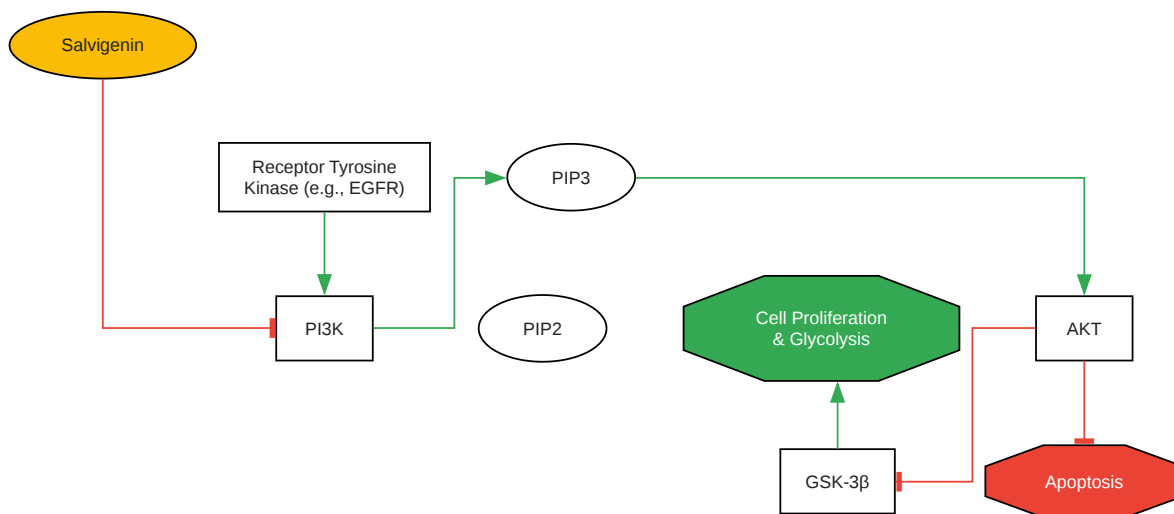 Salvigenin
Receptor Tyrosine
Kinase (e.g., EGFR)
PIP3
PI3K
PIP2
Cell Proliferation
& Glycolysis
AKT
GSK-3β
Apoptosis